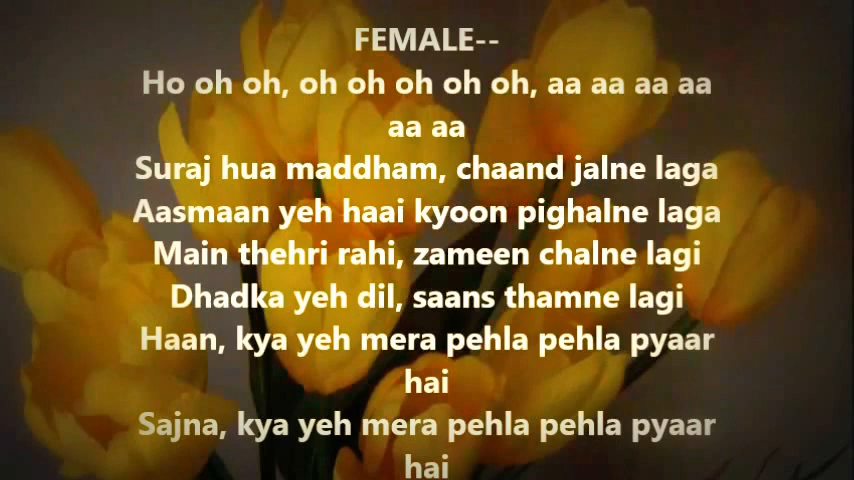 FEMALE--
Ho oh oh, oh oh oh oh oh, aa aa aa aa
aa aa
Suraj hua maddham, chaand jalne laga
Aasmaan yeh haai kyoon pighalne laga
Main thehri rahi, zameen chalne lagi
Dhadka yeh dil, saans thamne lagi
Haan, kya yeh mera pehla pehla pyaar
hai
Sajna, kya yeh mera pehla pehla pyaar
hai